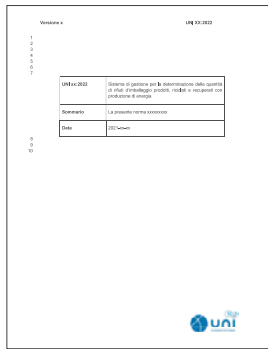 Versione x UNI XX:2022
1
2
3
4
5
6
7
UNI xx:2022 Sistema di gestione per la determinazione delle quantità
di rifiuti d'imballaggio prodotti, riciclati e recuperati con
produzione di energia
Sommario La presente norma xxxxxxxxx
Data 2021-xx-xx
8
9
10
uni